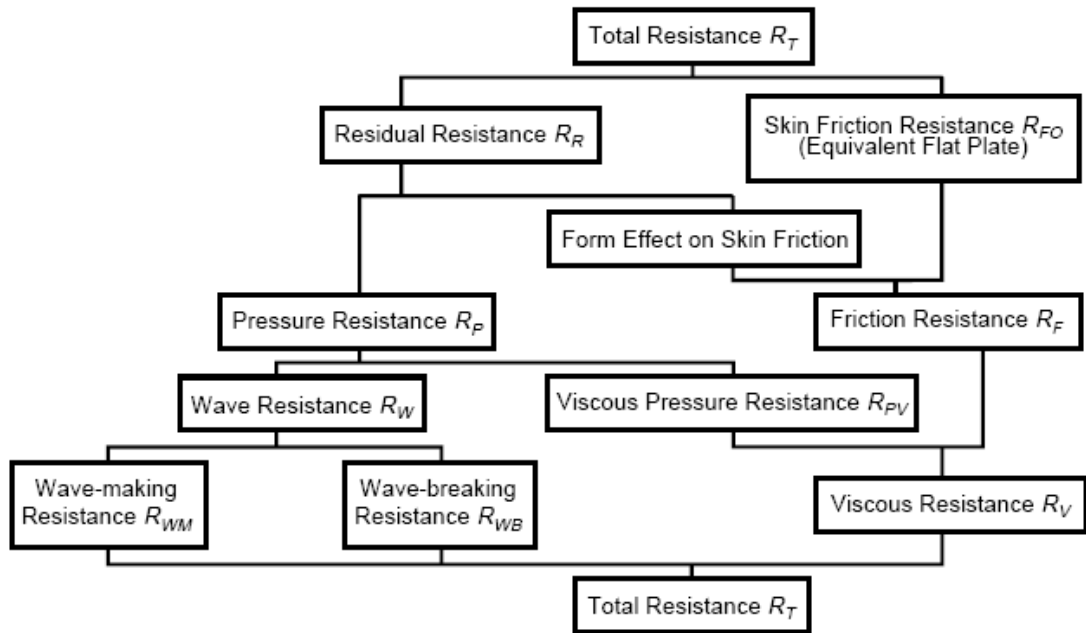 Total Resistance R_T
Residual Resistance R_R
Skin Friction Resistance R_FO
(Equivalent Flat Plate)
Form Effect on Skin Friction
Pressure Resistance R_P
Friction Resistance R_F
Wave Resistance R_W
Viscous Pressure Resistance R_PV
Wave-making
Resistance R_WM
Wave-breaking
Resistance R_WB
Viscous Resistance R_V
Total Resistance R_T